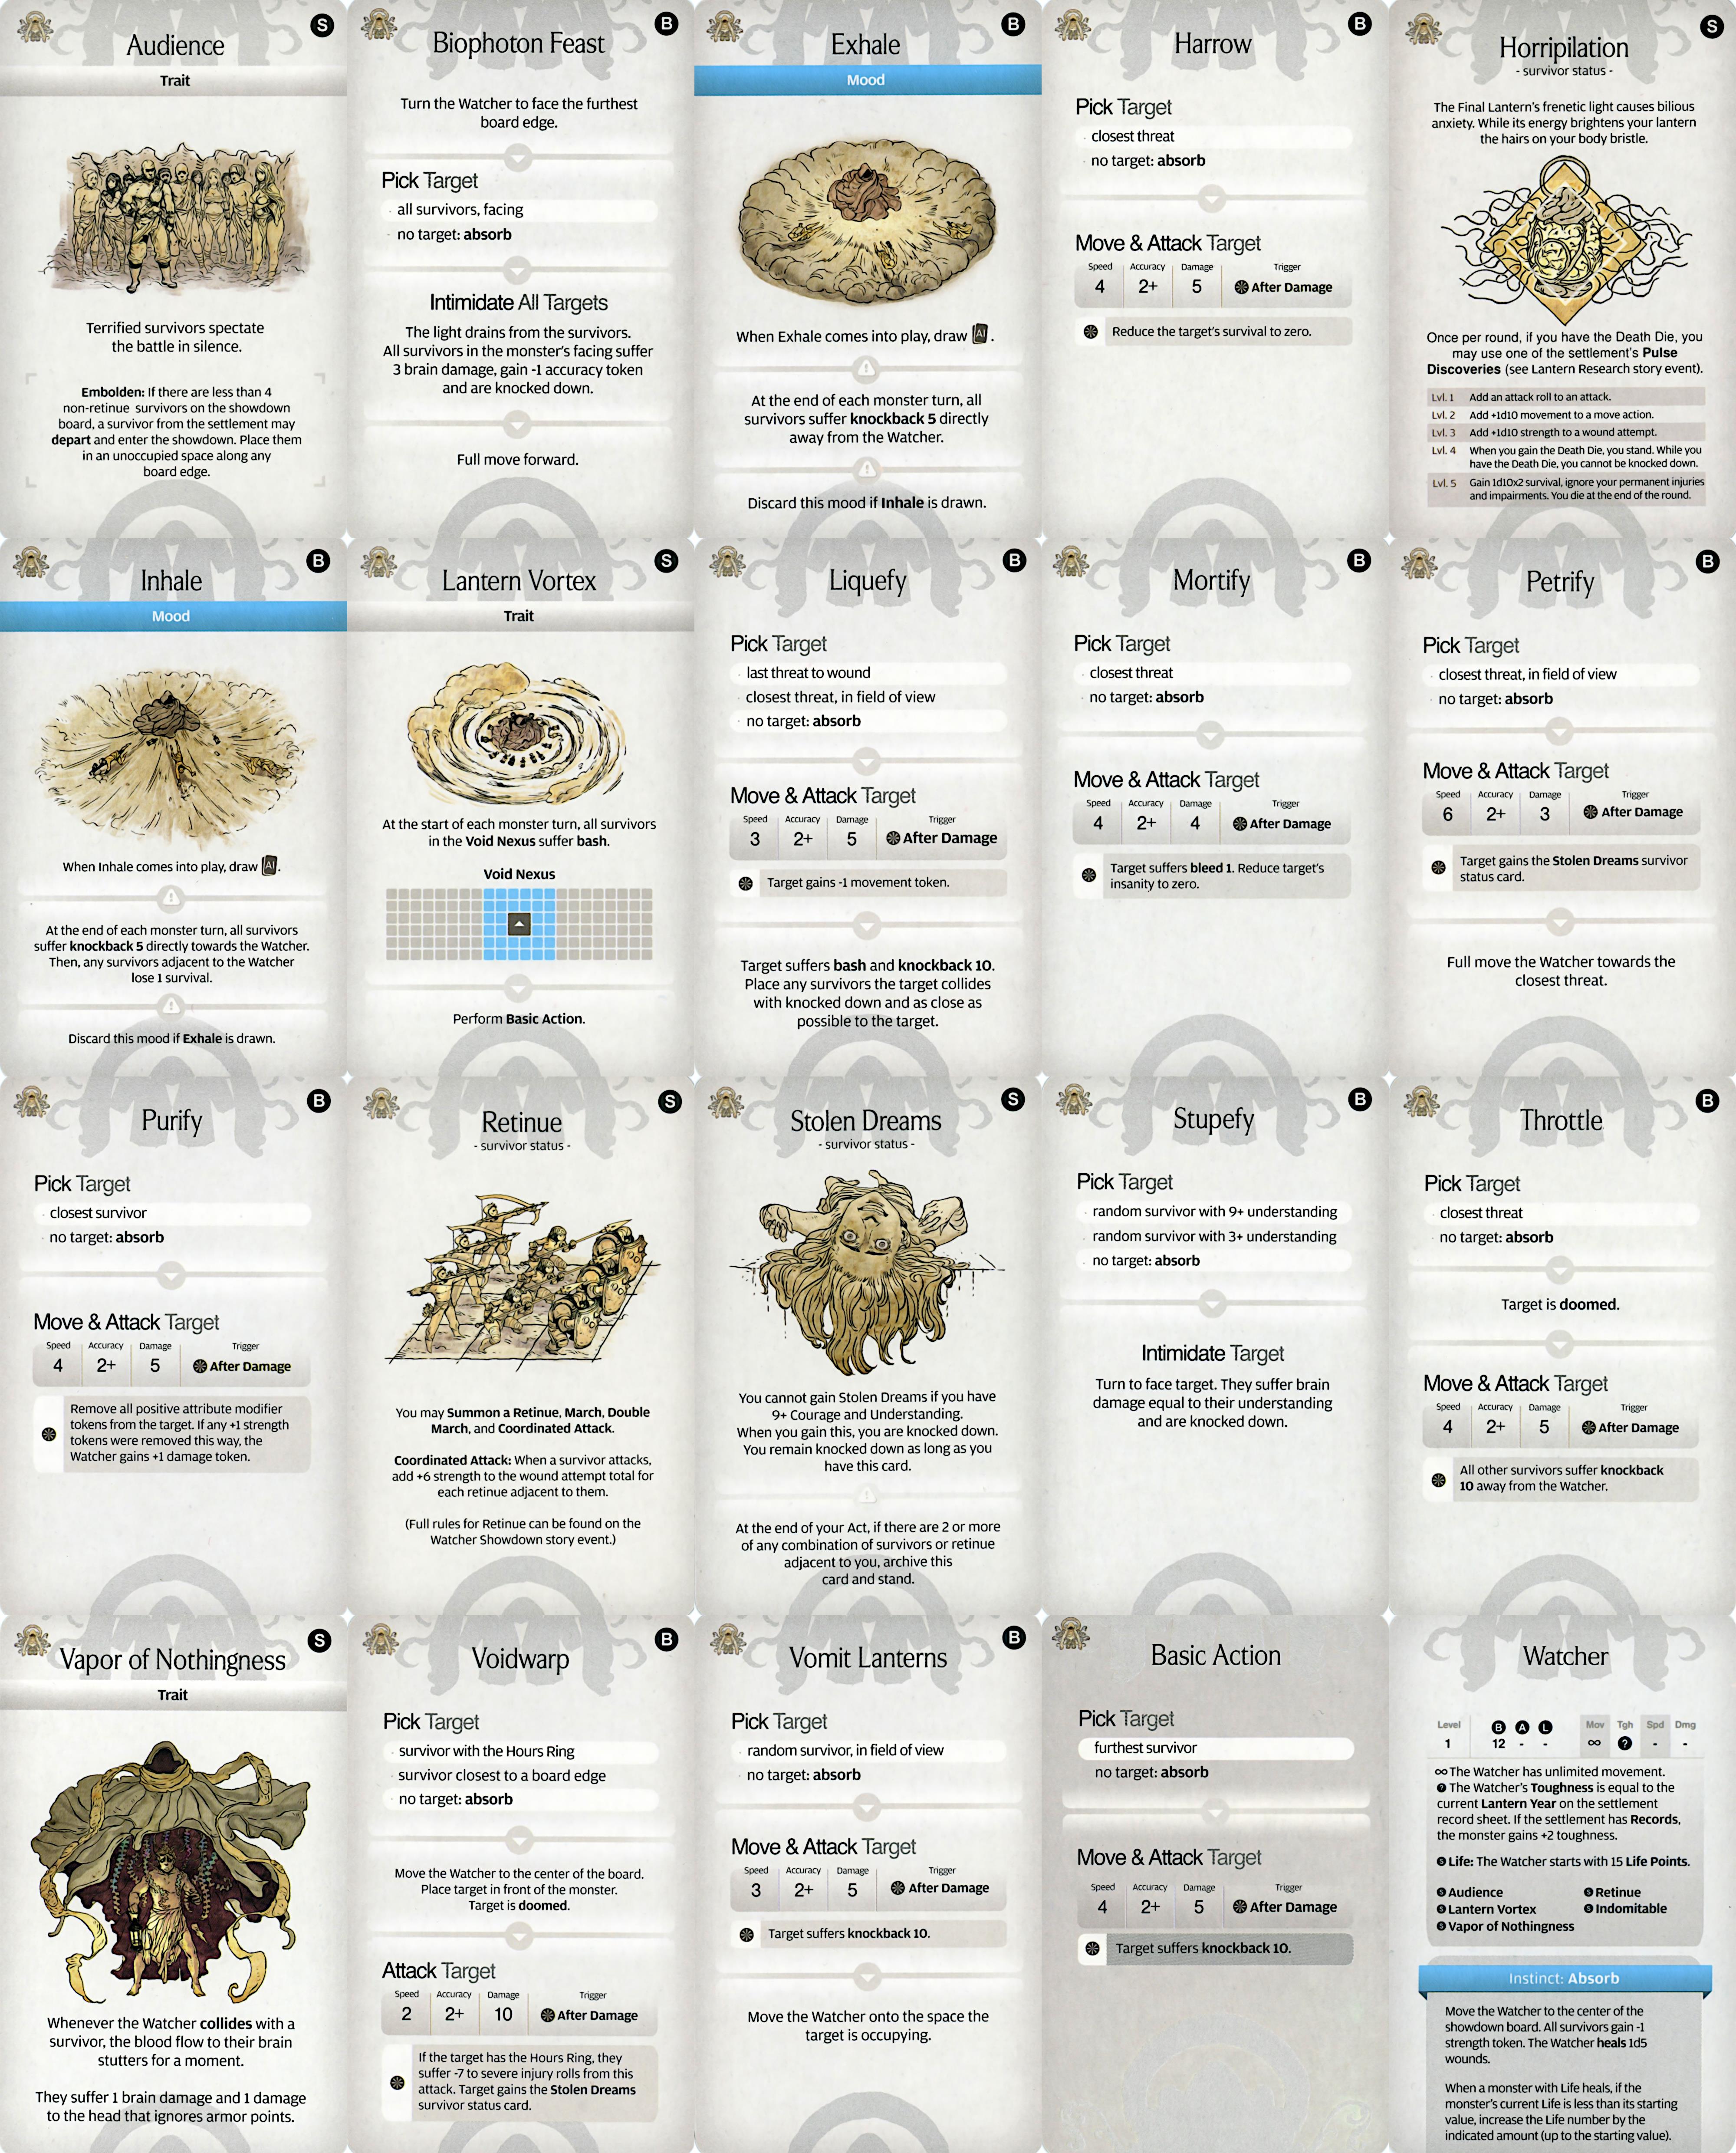 S
Audience
Trait
Terrified survivors spectate
the battle in silence.
Embolden: If there are less than 4
non-retinue survivors on the showdown
board, a survivor from the settlement may
depart and enter the showdown. Place them
in an unoccupied space along any
board edge.
B
Biophoton Feast
Turn the Watcher to face the furthest
board edge.
Pick Target
· all survivors, facing
· no target: absorb
Intimidate All Targets
The light drains from the survivors.
All survivors in the monster's facing suffer
3 brain damage, gain -1 accuracy token
and are knocked down.
Full move forward.
B
Exhale
Mood
When Exhale comes into play, draw AI.
At the end of each monster turn, all
survivors suffer knockback 5 directly
away from the Watcher.
Discard this mood if Inhale is drawn.
B
Harrow
Pick Target
· closest threat
· no target: absorb
Move & Attack Target
Speed Accuracy Damage Trigger
4 2+ 5 After Damage
Reduce the target's survival to zero.
S
Horripilation
- survivor status -
The Final Lantern's frenetic light causes bilious
anxiety. While its energy brightens your lantern
the hairs on your body bristle.
Once per round, if you have the Death Die, you
may use one of the settlement's Pulse
Discoveries (see Lantern Research story event).
Lvl. 1 Add an attack roll to an attack.
Lvl. 2 Add +1d10 movement to a move action.
Lvl. 3 Add +1d10 strength to a wound attempt.
Lvl. 4 When you gain the Death Die, you stand. While you
have the Death Die, you cannot be knocked down.
Lvl. 5 Gain 1d10x2 survival, ignore your permanent injuries
and impairments. You die at the end of the round.
B
Inhale
Mood
When Inhale comes into play, draw AI.
At the end of each monster turn, all survivors
suffer knockback 5 directly towards the Watcher.
Then, any survivors adjacent to the Watcher
lose 1 survival.
Discard this mood if Exhale is drawn.
S
Lantern Vortex
Trait
At the start of each monster turn, all survivors
in the Void Nexus suffer bash.
Void Nexus
Perform Basic Action.
B
Liquefy
Pick Target
· last threat to wound
· closest threat, in field of view
· no target: absorb
Move & Attack Target
Speed Accuracy Damage Trigger
3 2+ 5 After Damage
Target gains -1 movement token.
Target suffers bash and knockback 10.
Place any survivors the target collides
with knocked down and as close as
possible to the target.
B
Mortify
Pick Target
· closest threat
· no target: absorb
Move & Attack Target
Speed Accuracy Damage Trigger
4 2+ 4 After Damage
Target suffers bleed 1. Reduce target's
insanity to zero.
B
Petrify
Pick Target
· closest threat, in field of view
· no target: absorb
Move & Attack Target
Speed Accuracy Damage Trigger
6 2+ 3 After Damage
Target gains the Stolen Dreams survivor
status card.
Full move the Watcher towards the
closest threat.
B
Purify
Pick Target
· closest survivor
· no target: absorb
Move & Attack Target
Speed Accuracy Damage Trigger
4 2+ 5 After Damage
Remove all positive attribute modifier
tokens from the target. If any +1 strength
tokens were removed this way, the
Watcher gains +1 damage token.
S
Retinue
- survivor status -
You may Summon a Retinue, March, Double
March, and Coordinated Attack.
Coordinated Attack: When a survivor attacks,
add +6 strength to the wound attempt total for
each retinue adjacent to them.
(Full rules for Retinue can be found on the
Watcher Showdown story event.)
S
Stolen Dreams
- survivor status -
You cannot gain Stolen Dreams if you have
9+ Courage and Understanding.
When you gain this, you are knocked down.
You remain knocked down as long as you
have this card.
At the end of your Act, if there are 2 or more
of any combination of survivors or retinue
adjacent to you, archive this
card and stand.
B
Stupefy
Pick Target
· random survivor with 9+ understanding
· random survivor with 3+ understanding
· no target: absorb
Intimidate Target
Turn to face target. They suffer brain
damage equal to their understanding
and are knocked down.
B
Throttle
Pick Target
· closest threat
· no target: absorb
Target is doomed.
Move & Attack Target
Speed Accuracy Damage Trigger
4 2+ 5 After Damage
All other survivors suffer knockback
10 away from the Watcher.
S
Vapor of Nothingness
Trait
Whenever the Watcher collides with a
survivor, the blood flow to their brain
stutters for a moment.
They suffer 1 brain damage and 1 damage
to the head that ignores armor points.
B
Voidwarp
Pick Target
· survivor with the Hours Ring
· survivor closest to a board edge
· no target: absorb
Move the Watcher to the center of the board.
Place target in front of the monster.
Target is doomed.
Attack Target
Speed Accuracy Damage Trigger
2 2+ 10 After Damage
If the target has the Hours Ring, they
suffer -7 to severe injury rolls from this
attack. Target gains the Stolen Dreams
survivor status card.
B
Vomit Lanterns
Pick Target
· random survivor, in field of view
· no target: absorb
Move & Attack Target
Speed Accuracy Damage Trigger
3 2+ 5 After Damage
Target suffers knockback 10.
Move the Watcher onto the space the
target is occupying.
Basic Action
Pick Target
· furthest survivor
· no target: absorb
Move & Attack Target
Speed Accuracy Damage Trigger
4 2+ 5 After Damage
Target suffers knockback 10.
Watcher
Level B A L Mov Tgh Spd Dmg
1 12 - - ∞ ? - -
∞ The Watcher has unlimited movement.
? The Watcher's Toughness is equal to the
current Lantern Year on the settlement
record sheet. If the settlement has Records,
the monster gains +2 toughness.
S Life: The Watcher starts with 15 Life Points.
S Audience S Retinue
S Lantern Vortex S Indomitable
S Vapor of Nothingness
Instinct: Absorb
Move the Watcher to the center of the
showdown board. All survivors gain -1
strength token. The Watcher heals 1d5
wounds.
When a monster with Life heals, if the
monster's current Life is less than its starting
value, increase the Life number by the
indicated amount (up to the starting value).